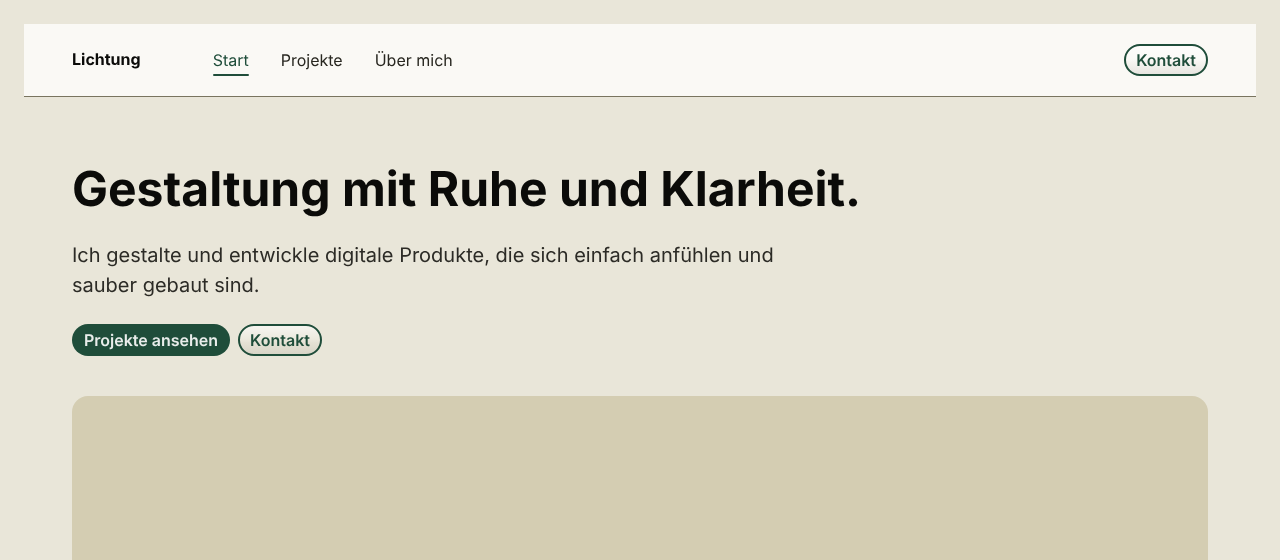 Lichtung
Start
Projekte
Über mich
Kontakt
Gestaltung mit Ruhe und Klarheit.
Ich gestalte und entwickle digitale Produkte, die sich einfach anfühlen und
sauber gebaut sind.
Projekte ansehen
Kontakt